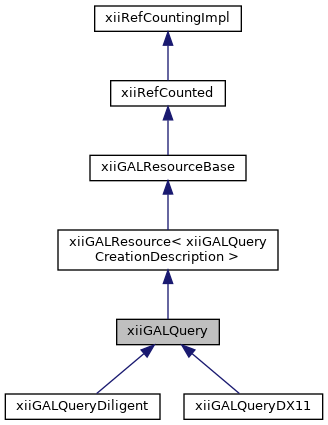 xiiRefCountingImpl
xiiRefCounted
xiiGALResourceBase
xiiGALResource< xiiGALQuery
CreationDescription >
xiiGALQuery
xiiGALQueryDiligent
xiiGALQueryDX11